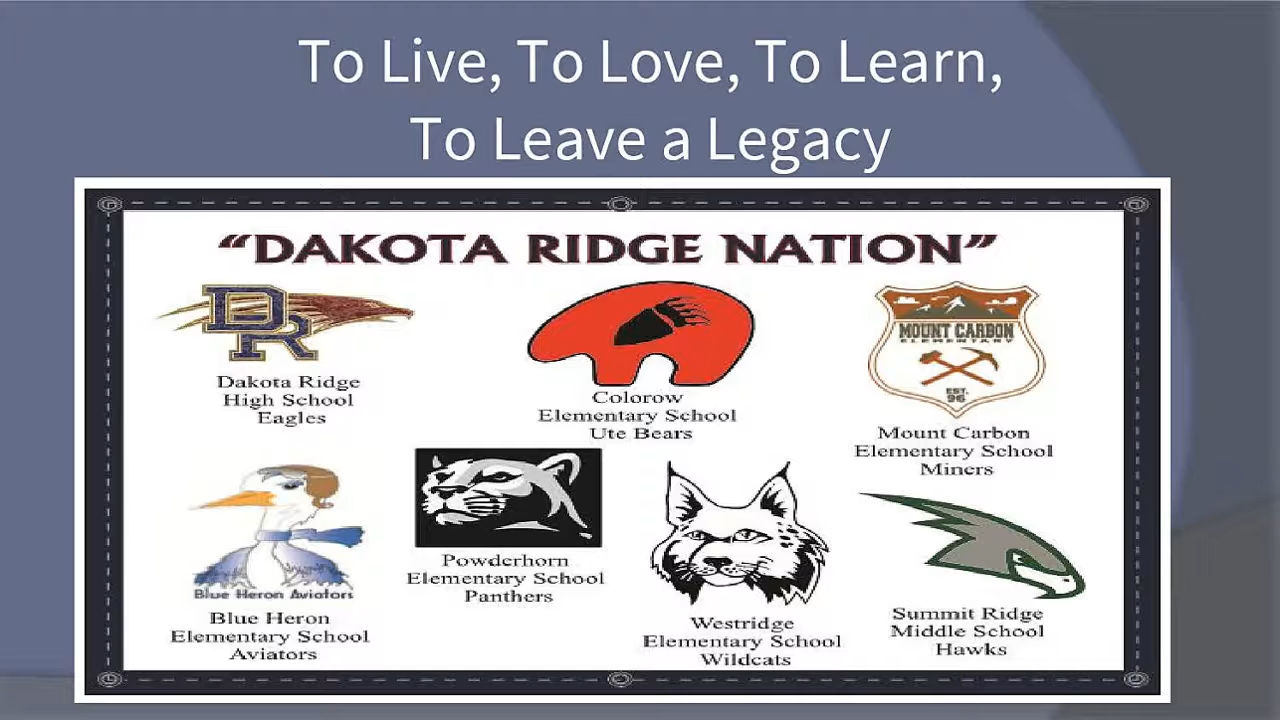 To Live, To Love, To Learn,
To Leave a Legacy
“DAKOTA RIDGE NATION”
DR
Dakota Ridge
High School
Eagles
Colorow
Elementary School
Ute Bears
MOUNT CARBON
ELEMENTARY
EST.
96
Mount Carbon
Elementary School
Miners
Blue Heron Aviators
Blue Heron
Elementary School
Aviators
Powderhorn
Elementary School
Panthers
Westridge
Elementary School
Wildcats
Summit Ridge
Middle School
Hawks